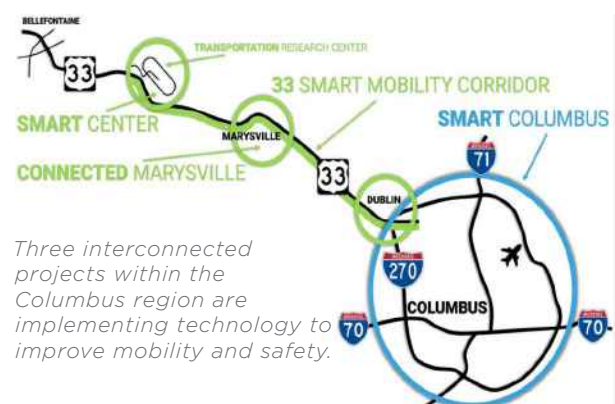 BELLEFONTAINE
33
TRANSPORTATION RESEARCH CENTER
33 SMART MOBILITY CORRIDOR
SMART CENTER
SMART COLUMBUS
MARYSVILLE
71
CONNECTED MARYSVILLE
33
DUBLIN
270
COLUMBUS
70
70
Three interconnected
projects within the
Columbus region are
implementing technology to
improve mobility and safety.